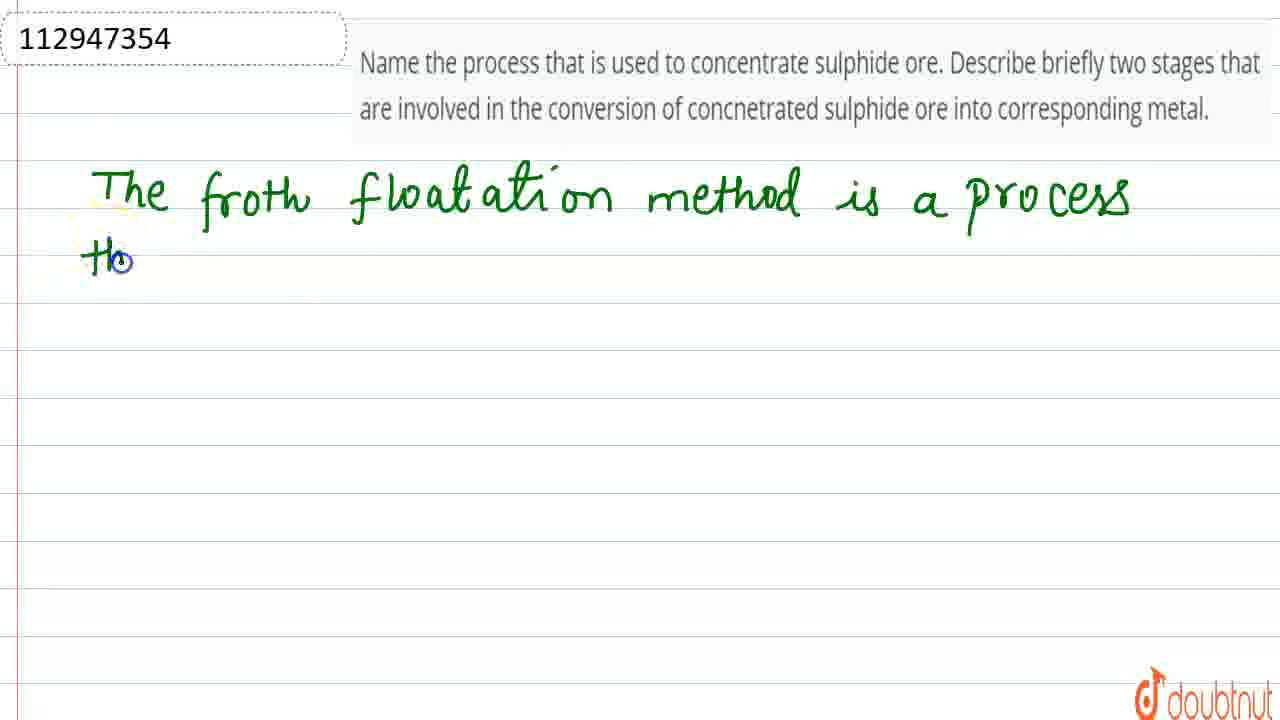 112947354
Name the process that is used to concentrate sulphide ore. Describe briefly two stages that
are involved in the conversion of concnetrated sulphide ore into corresponding metal.
The froth floatation method is a process
th
doubtnut